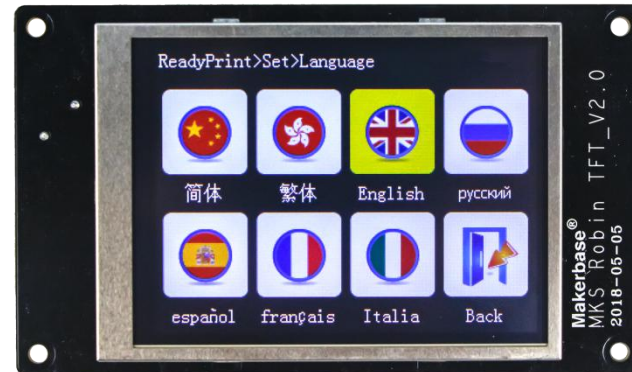 ReadyPrint>Set>Language
简体
繁体
English
русский
español
français
Italia
Back
Makerbase®
MKS Robin TFT_V2.0
2018-05-05